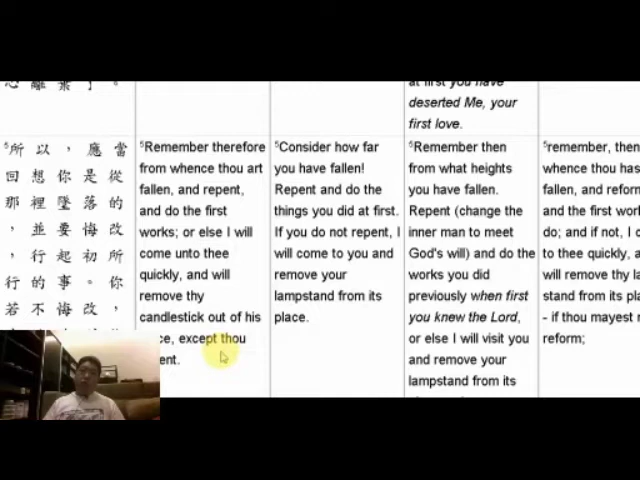 at first you have
deserted Me, your
first love.
⁵所以，應當
回想你是從
那裡墜落的
，並要悔改
，行起初所
行的事。你
若不悔改，
⁵Remember therefore
from whence thou art
fallen, and repent,
and do the first
works; or else I will
come unto thee
quickly, and will
remove thy
candlestick out of his
except thou
⁵Consider how far
you have fallen!
Repent and do the
things you did at first.
If you do not repent, I
will come to you and
remove your
lampstand from its
place.
⁵Remember then
from what heights
you have fallen.
Repent (change the
inner man to meet
God's will) and do the
works you did
previously when first
you knew the Lord,
or else I will visit you
and remove your
lampstand from its
⁵remember, then
whence thou has
fallen, and reform
and the first wor
do; and if not, I c
to thee quickly, a
will remove thy la
stand from its pla
- if thou mayest n
reform;